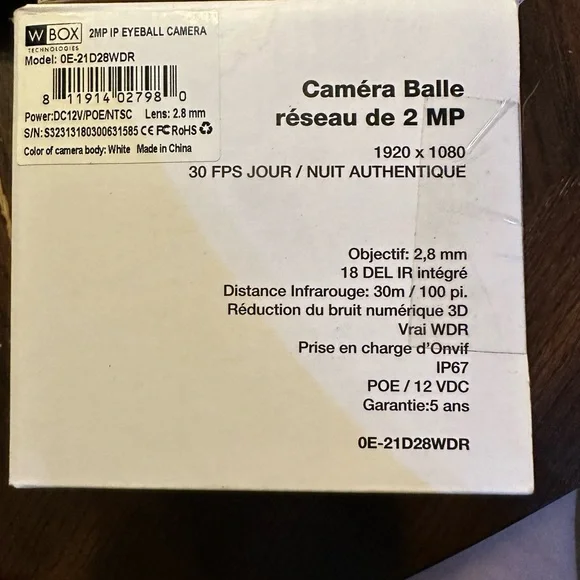 W BOX 2MP IP EYEBALL CAMERA
TECHNOLOGIES
Model: 0E-21D28WDR
8 11914 02798 0
Power:DC12V/POE/NTSC Lens: 2.8 mm
S/N:S32313180300631585 CE FC RoHS
Color of camera body: White Made in China
Caméra Balle
réseau de 2 MP
1920 x 1080
30 FPS JOUR / NUIT AUTHENTIQUE
Objectif: 2,8 mm
18 DEL IR intégré
Distance Infrarouge: 30m / 100 pi.
Réduction du bruit numérique 3D
Vrai WDR
Prise en charge d'Onvif
IP67
POE / 12 VDC
Garantie:5 ans
0E-21D28WDR